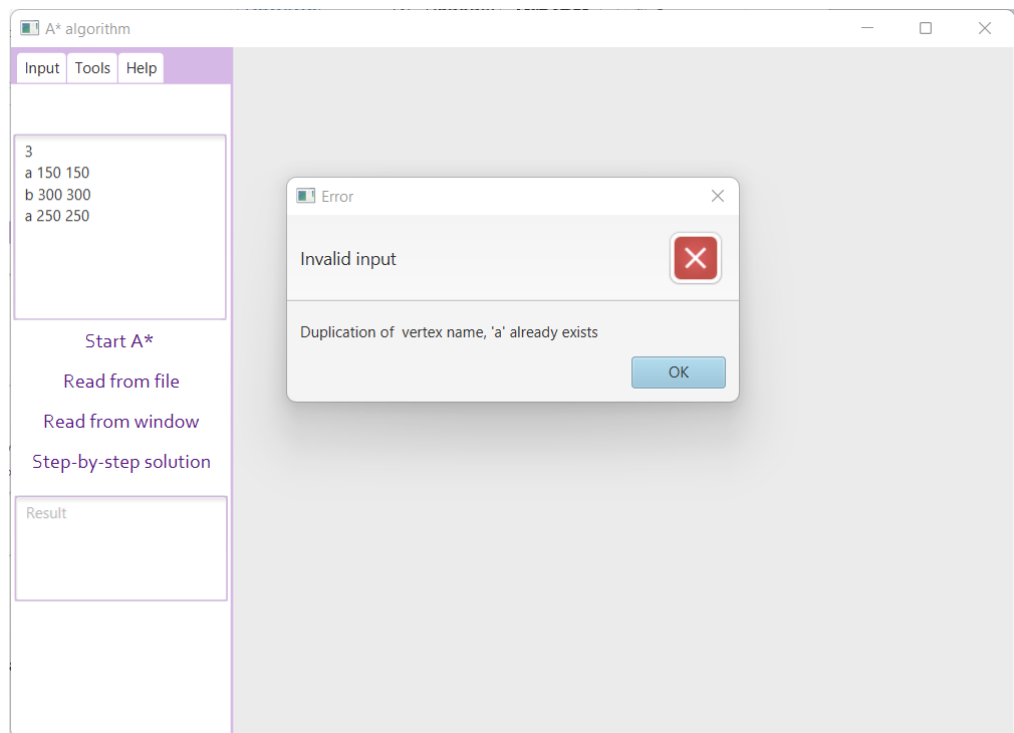 A* algorithm
Input Tools Help
3
a 150 150
b 300 300
a 250 250
Start A*
Read from file
Read from window
Step-by-step solution
Result
Error
Invalid input
Duplication of  vertex name, 'a' already exists
OK